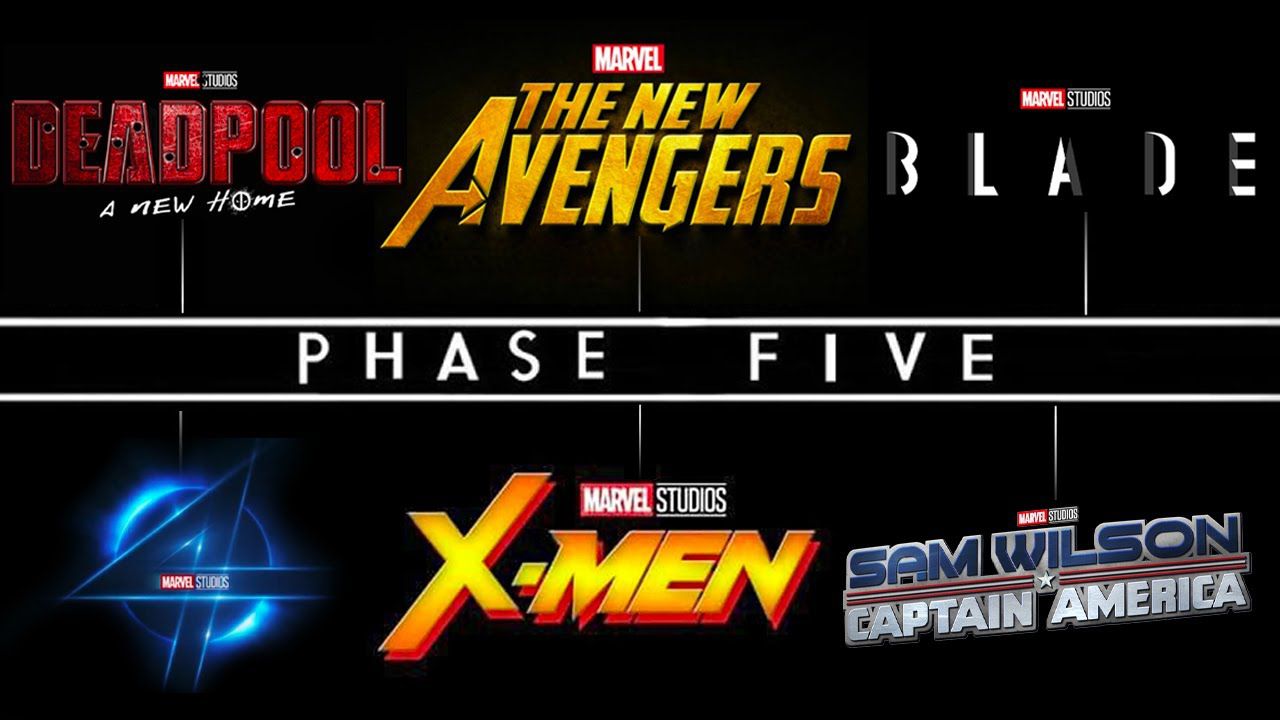 MARVEL STUDIOS
DEADPOOL
A NEW HOME
MARVEL
THE NEW
AVENGERS
MARVEL STUDIOS
BLADE
PHASE FIVE
4
MARVEL STUDIOS
MARVEL STUDIOS
X-MEN
MARVEL STUDIOS
SAM WILSON
CAPTAIN AMERICA